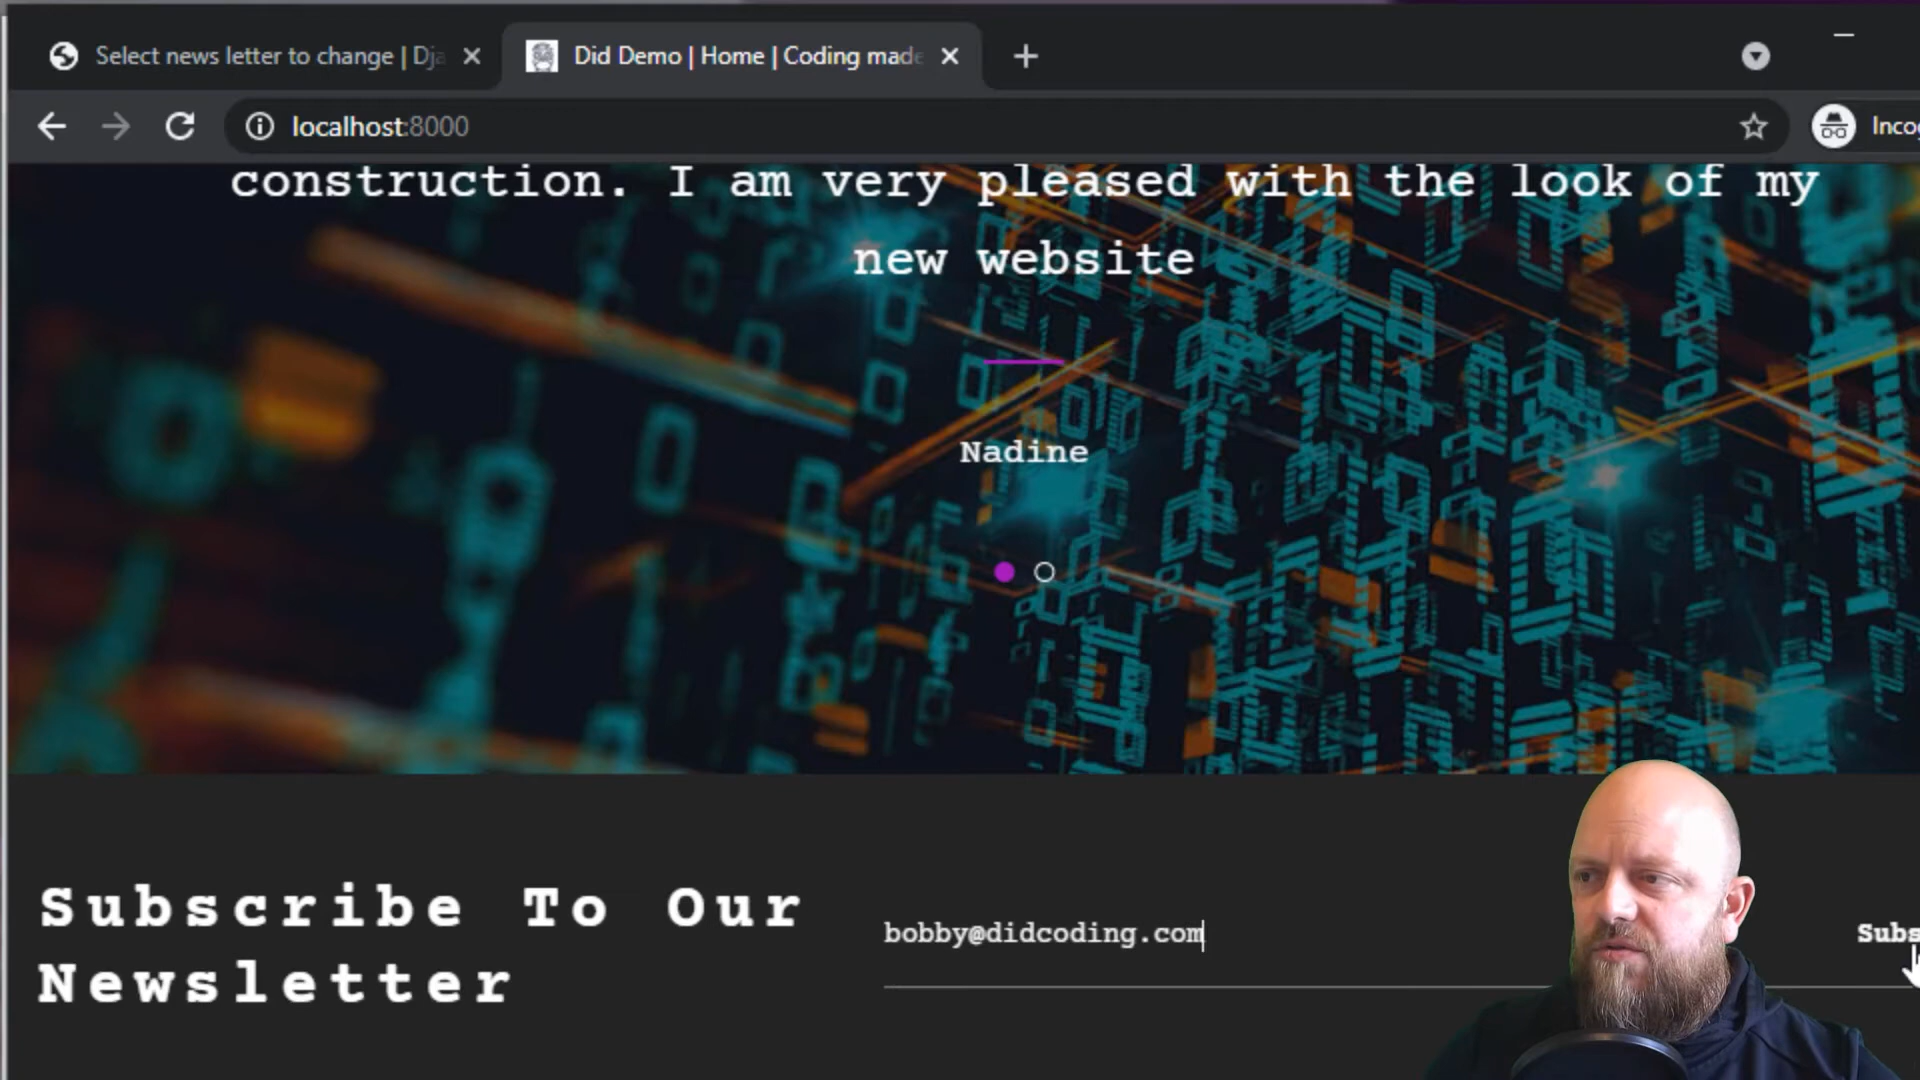 Select news letter to change | Dja
Did Demo | Home | Coding made
localhost:8000
Inco
construction. I am very pleased with the look of my
new website
Nadine
Subscribe To Our
Newsletter
bobby@didcoding.com
Subs